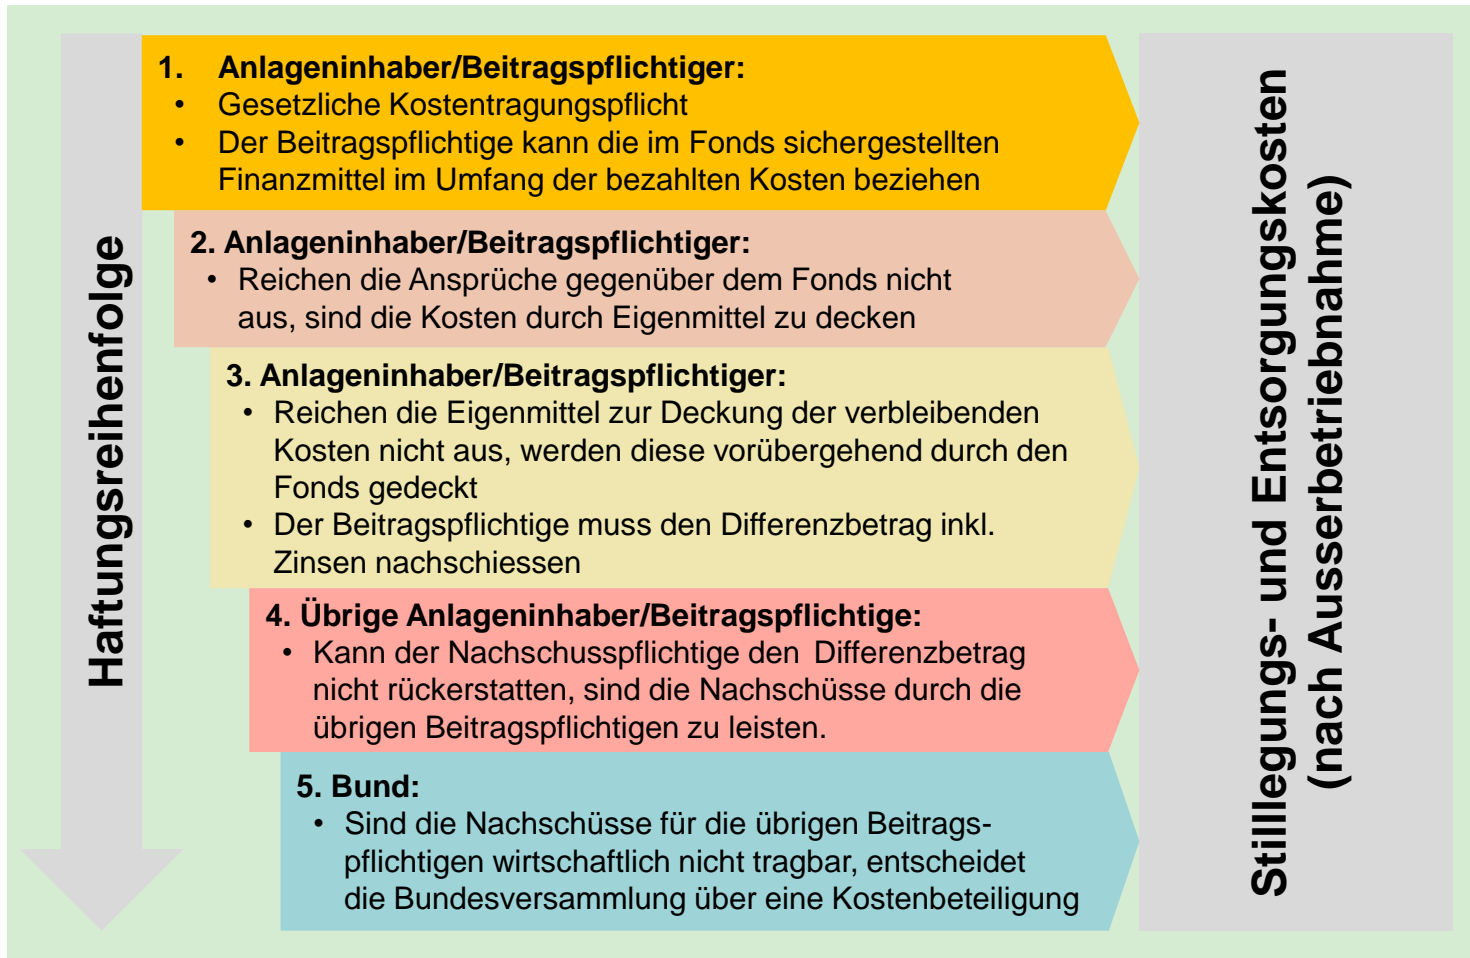 Haftungsreihenfolge
1. Anlageninhaber/Beitragspflichtiger:
• Gesetzliche Kostentragungspflicht
• Der Beitragspflichtige kann die im Fonds sichergestellten
Finanzmittel im Umfang der bezahlten Kosten beziehen
2. Anlageninhaber/Beitragspflichtiger:
• Reichen die Ansprüche gegenüber dem Fonds nicht
aus, sind die Kosten durch Eigenmittel zu decken
3. Anlageninhaber/Beitragspflichtiger:
• Reichen die Eigenmittel zur Deckung der verbleibenden
Kosten nicht aus, werden diese vorübergehend durch den
Fonds gedeckt
• Der Beitragspflichtige muss den Differenzbetrag inkl.
Zinsen nachschiessen
4. Übrige Anlageninhaber/Beitragspflichtige:
• Kann der Nachschusspflichtige den Differenzbetrag
nicht rückerstatten, sind die Nachschüsse durch die
übrigen Beitragspflichtigen zu leisten.
5. Bund:
• Sind die Nachschüsse für die übrigen Beitrags-
pflichtigen wirtschaftlich nicht tragbar, entscheidet
die Bundesversammlung über eine Kostenbeteiligung
Stilllegungs- und Entsorgungskosten
(nach Ausserbetriebnahme)